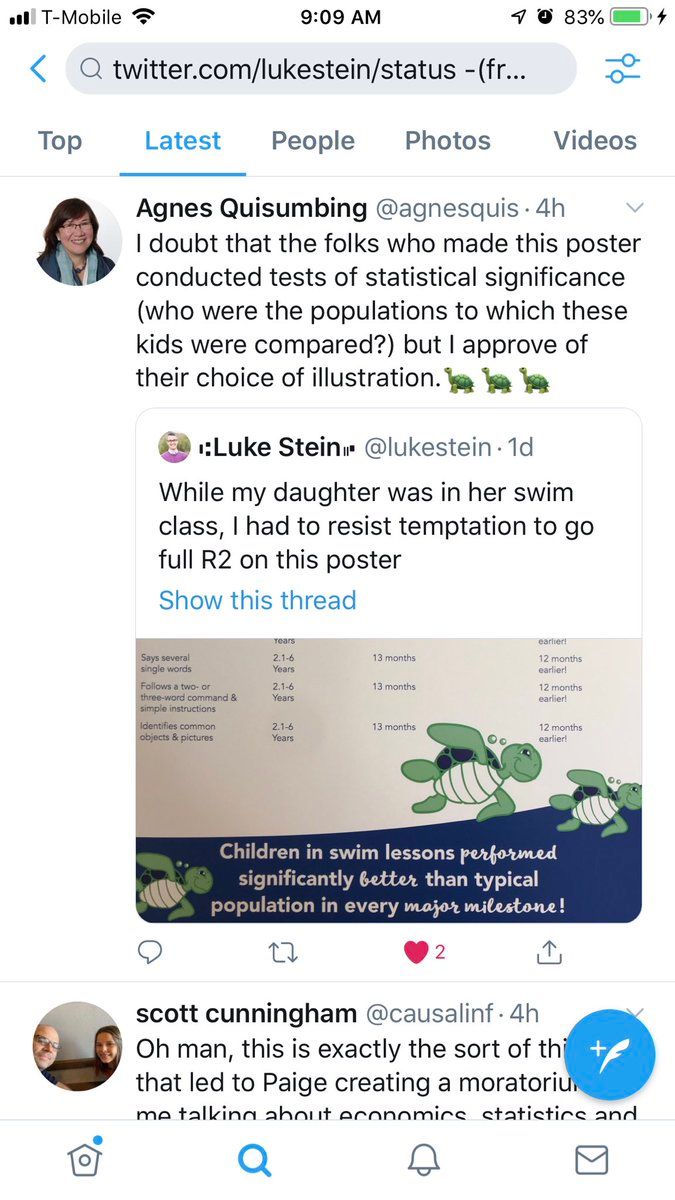 T-Mobile 9:09 AM 83%
twitter.com/lukestein/status -(fr...
Top Latest People Photos Videos
Agnes Quisumbing @agnesquis · 4h
I doubt that the folks who made this poster
conducted tests of statistical significance
(who were the populations to which these
kids were compared?) but I approve of
their choice of illustration.🐢🐢🐢
Luke Stein @lukestein · 1d
While my daughter was in her swim
class, I had to resist temptation to go
full R2 on this poster
Show this thread
Years earlier!
Says several 2.1-6 13 months 12 months
single words Years earlier!
Follows a two- or 2.1-6 13 months 12 months
three-word command & Years earlier!
simple instructions
Identifies common 2.1-6 13 months 12 months
objects & pictures Years earlier!
Children in swim lessons performed
significantly better than typical
population in every major milestone!
2
scott cunningham @causalinf · 4h
Oh man, this is exactly the sort of
that led to Paige creating a
me talking about economics, statistics and